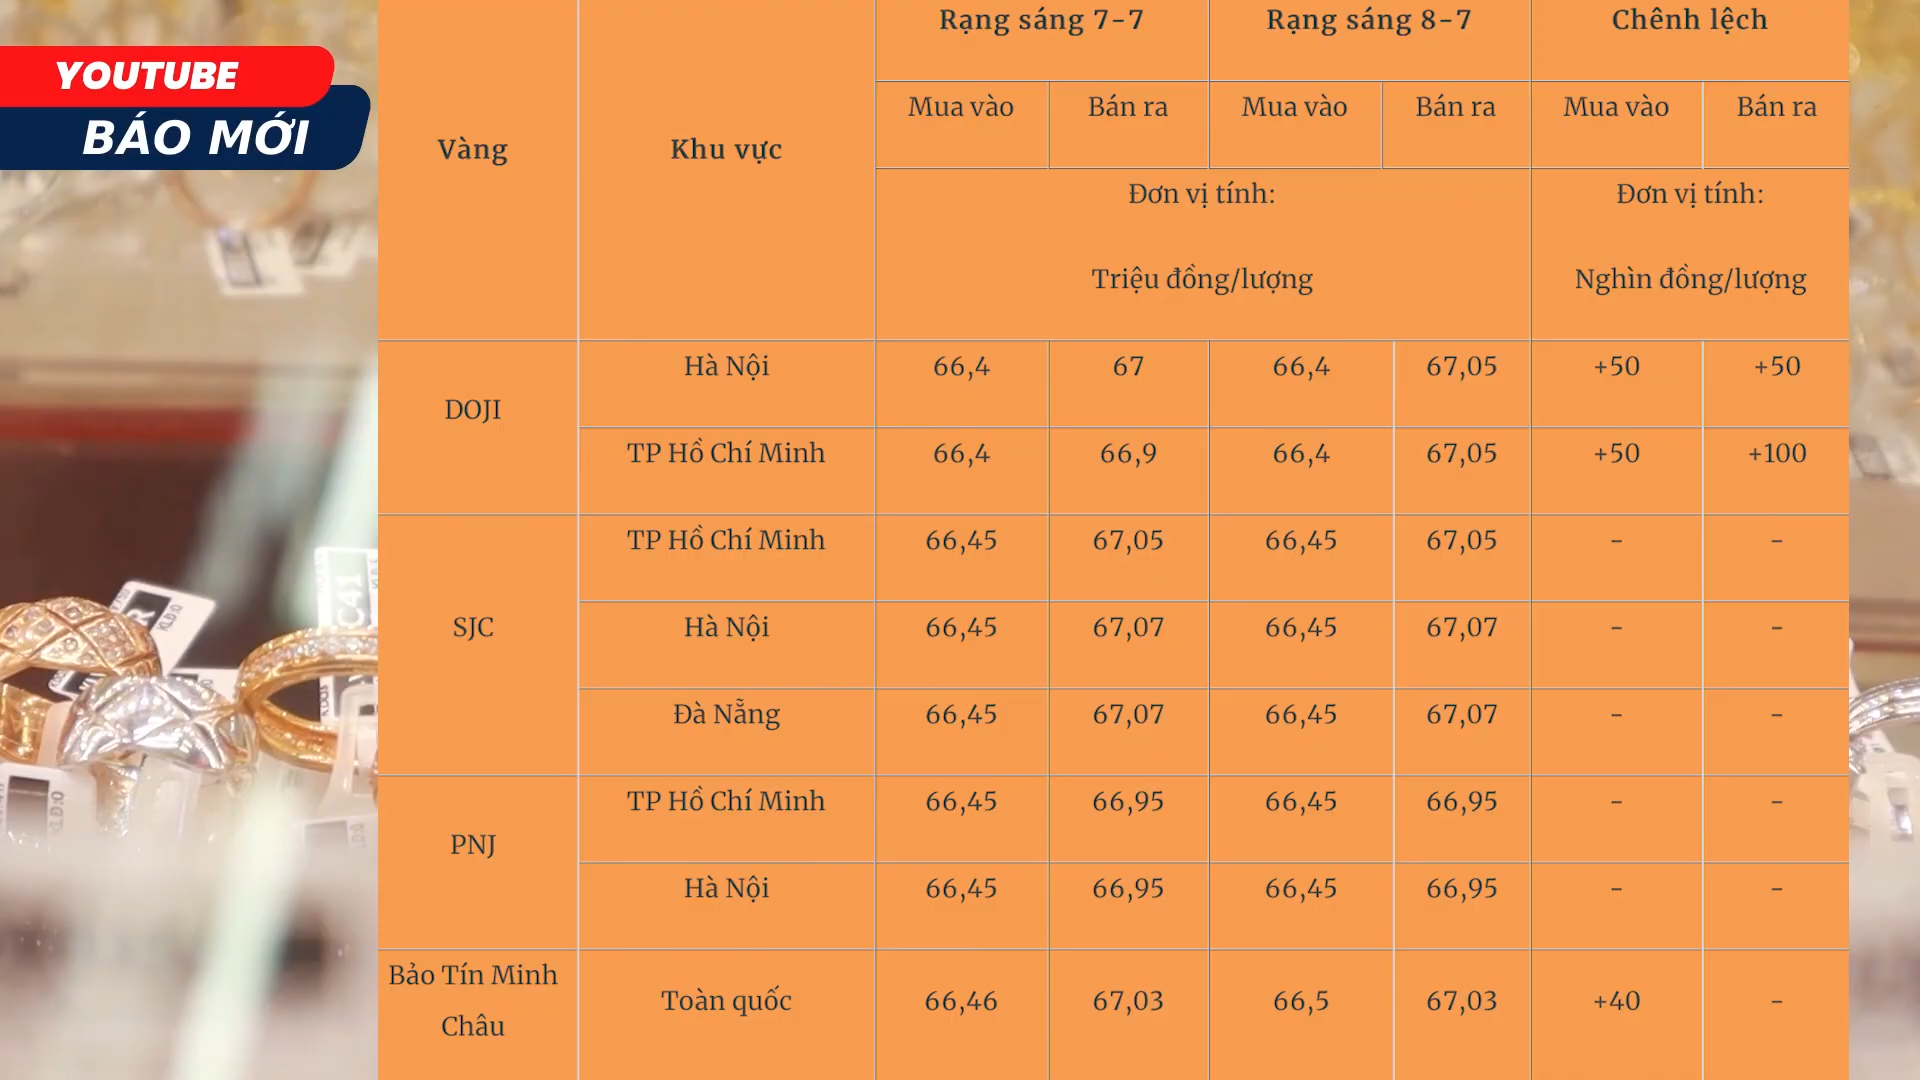 YOUTUBE
BÁO MỚI
Vàng
Khu vực
Rạng sáng 7-7
Rạng sáng 8-7
Chênh lệch
Mua vào
Bán ra
Mua vào
Bán ra
Mua vào
Bán ra
Đơn vị tính:
Triệu đồng/lượng
Đơn vị tính:
Nghìn đồng/lượng
DOJI
Hà Nội
66,4
67
66,4
67,05
+50
+50
TP Hồ Chí Minh
66,4
66,9
66,4
67,05
+50
+100
SJC
TP Hồ Chí Minh
66,45
67,05
66,45
67,05
-
-
Hà Nội
66,45
67,07
66,45
67,07
-
-
Đà Nẵng
66,45
67,07
66,45
67,07
-
-
PNJ
TP Hồ Chí Minh
66,45
66,95
66,45
66,95
-
-
Hà Nội
66,45
66,95
66,45
66,95
-
-
Bảo Tín Minh
Châu
Toàn quốc
66,46
67,03
66,5
67,03
+40
-
C41